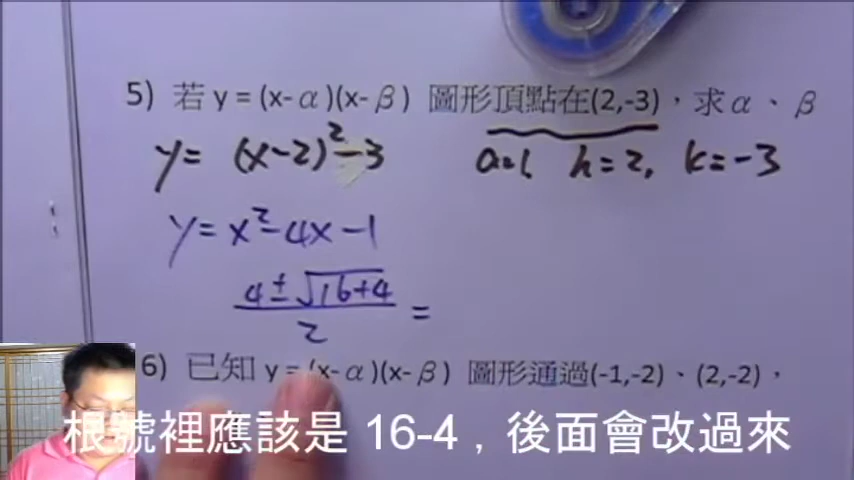 5) 若 y = (x-α)(x-β) 圖形頂點在(2,-3)，求α、β
y= (x-2)²-3 a=1 h=2, k=-3
y= x²-4x-1
4±√16+4 / 2 =
6) 已知 y = (x-α)(x-β) 圖形通過(-1,-2)、(2,-2)，
根號裡應該是 16-4，後面會改過來